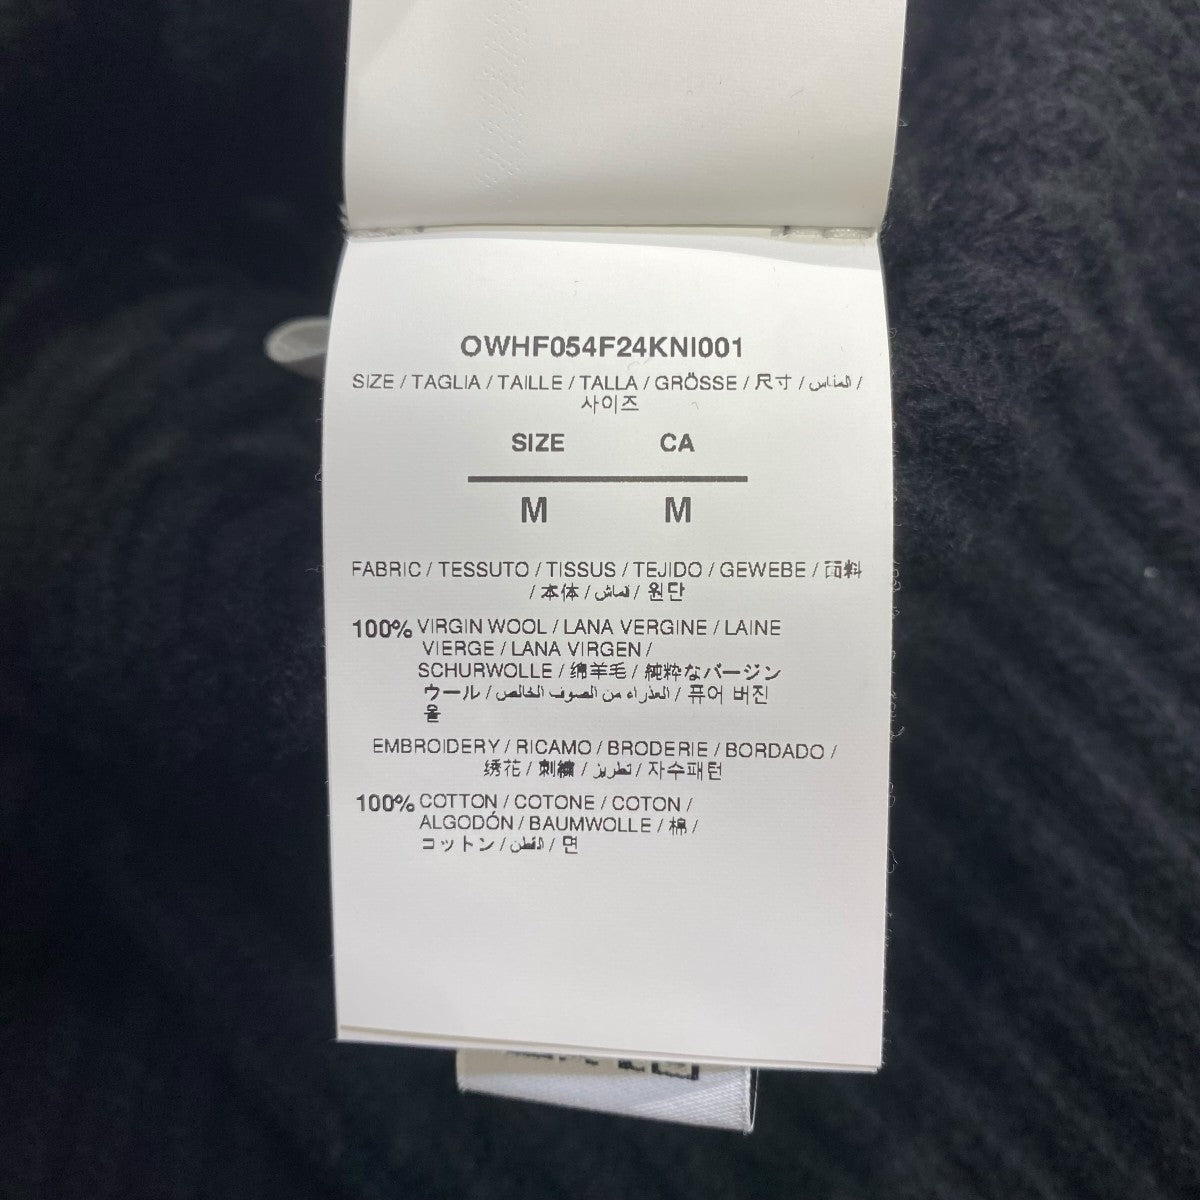 OWHF054F24KNI001
SIZE / TAGLIA / TAILLE / TALLA / GRÖSSE / 尺寸 / المقاس /
사이즈
SIZE CA
M M
FABRIC / TESSUTO / TISSUS / TEJIDO / GEWEBE / 面料
/ 本体 / قماش / 원단
100% VIRGIN WOOL / LANA VERGINE / LAINE
VIERGE / LANA VIRGEN /
SCHURWOLLE / 绵羊毛 / 純粋なバージン
ウール / العذراء من الصوف الخالص / 퓨어 버진
울
EMBROIDERY / RICAMO / BRODERIE / BORDADO /
绣花 / 刺繍 / تطريز / 자수패턴
100% COTTON / COTONE / COTON /
ALGODÓN / BAUMWOLLE / 棉 /
コットン / القطن / 면